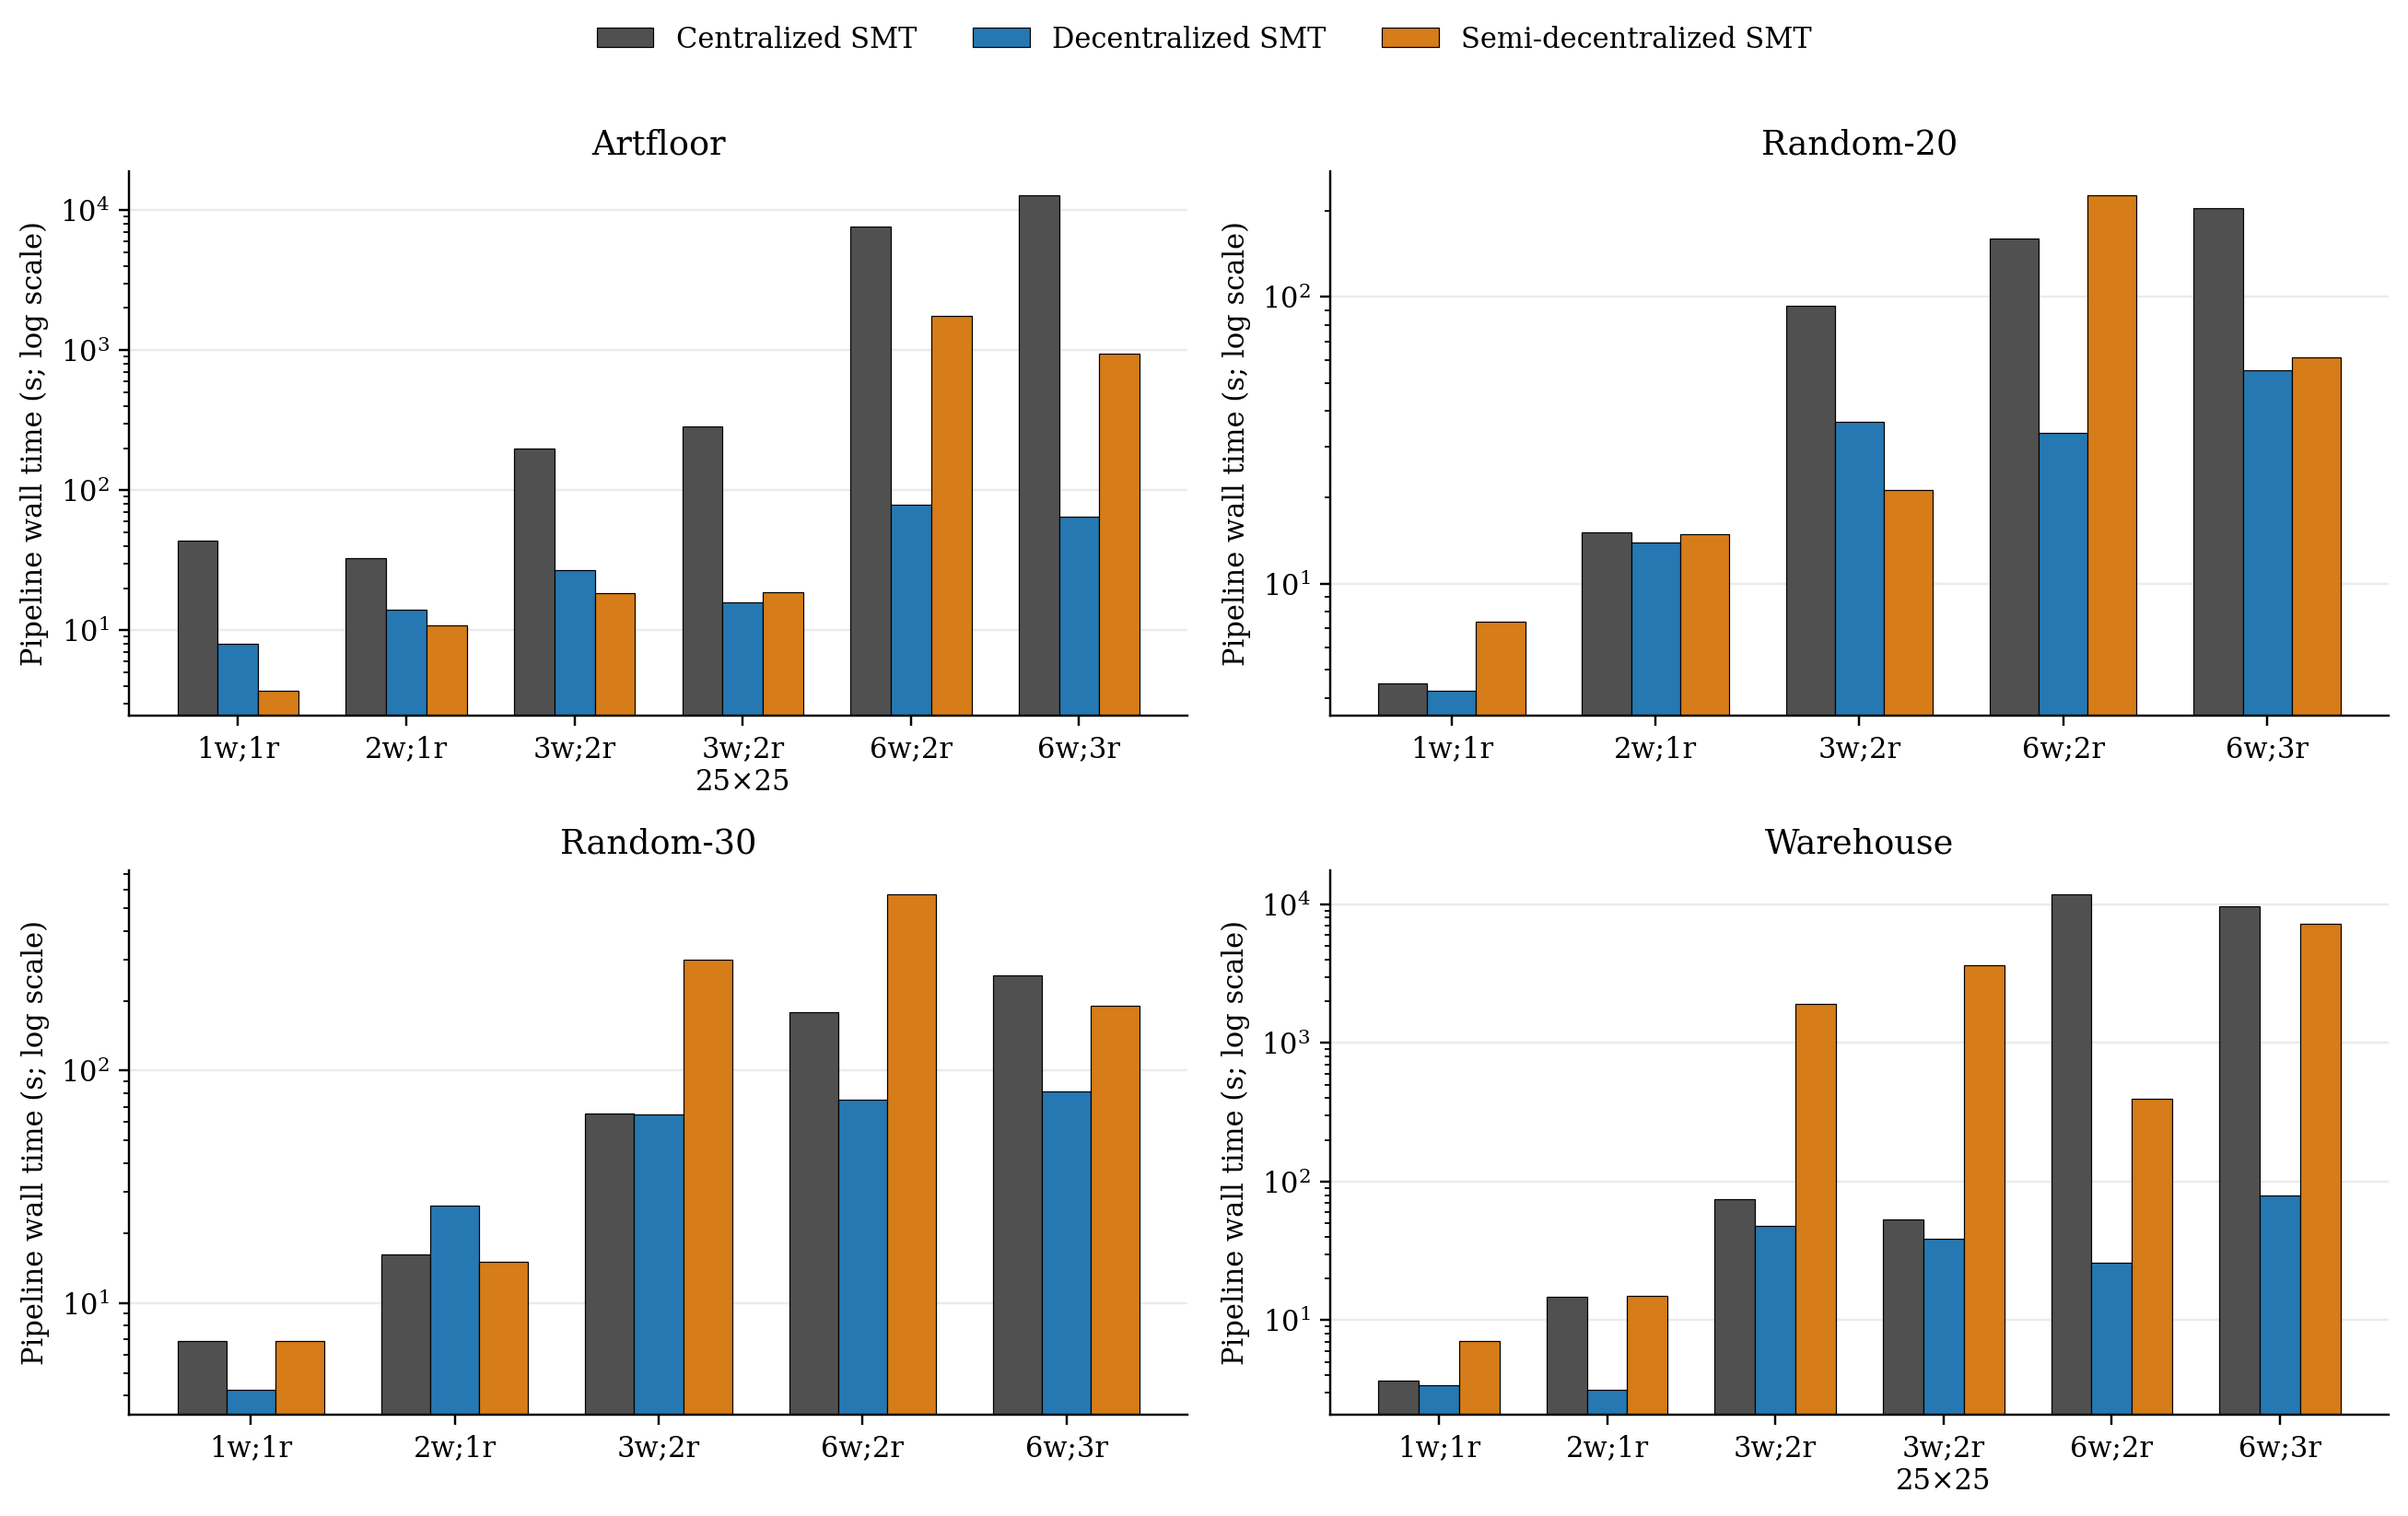 Centralized SMT Decentralized SMT Semi-decentralized SMT
Artfloor
Pipeline wall time (s; log scale)
10⁴
10³
10²
10¹
1w;1r 2w;1r 3w;2r 3w;2r 6w;2r 6w;3r
25×25
Random-20
Pipeline wall time (s; log scale)
10²
10¹
1w;1r 2w;1r 3w;2r 6w;2r 6w;3r
Random-30
Pipeline wall time (s; log scale)
10²
10¹
1w;1r 2w;1r 3w;2r 6w;2r 6w;3r
Warehouse
Pipeline wall time (s; log scale)
10⁴
10³
10²
10¹
1w;1r 2w;1r 3w;2r 3w;2r 6w;2r 6w;3r
25×25